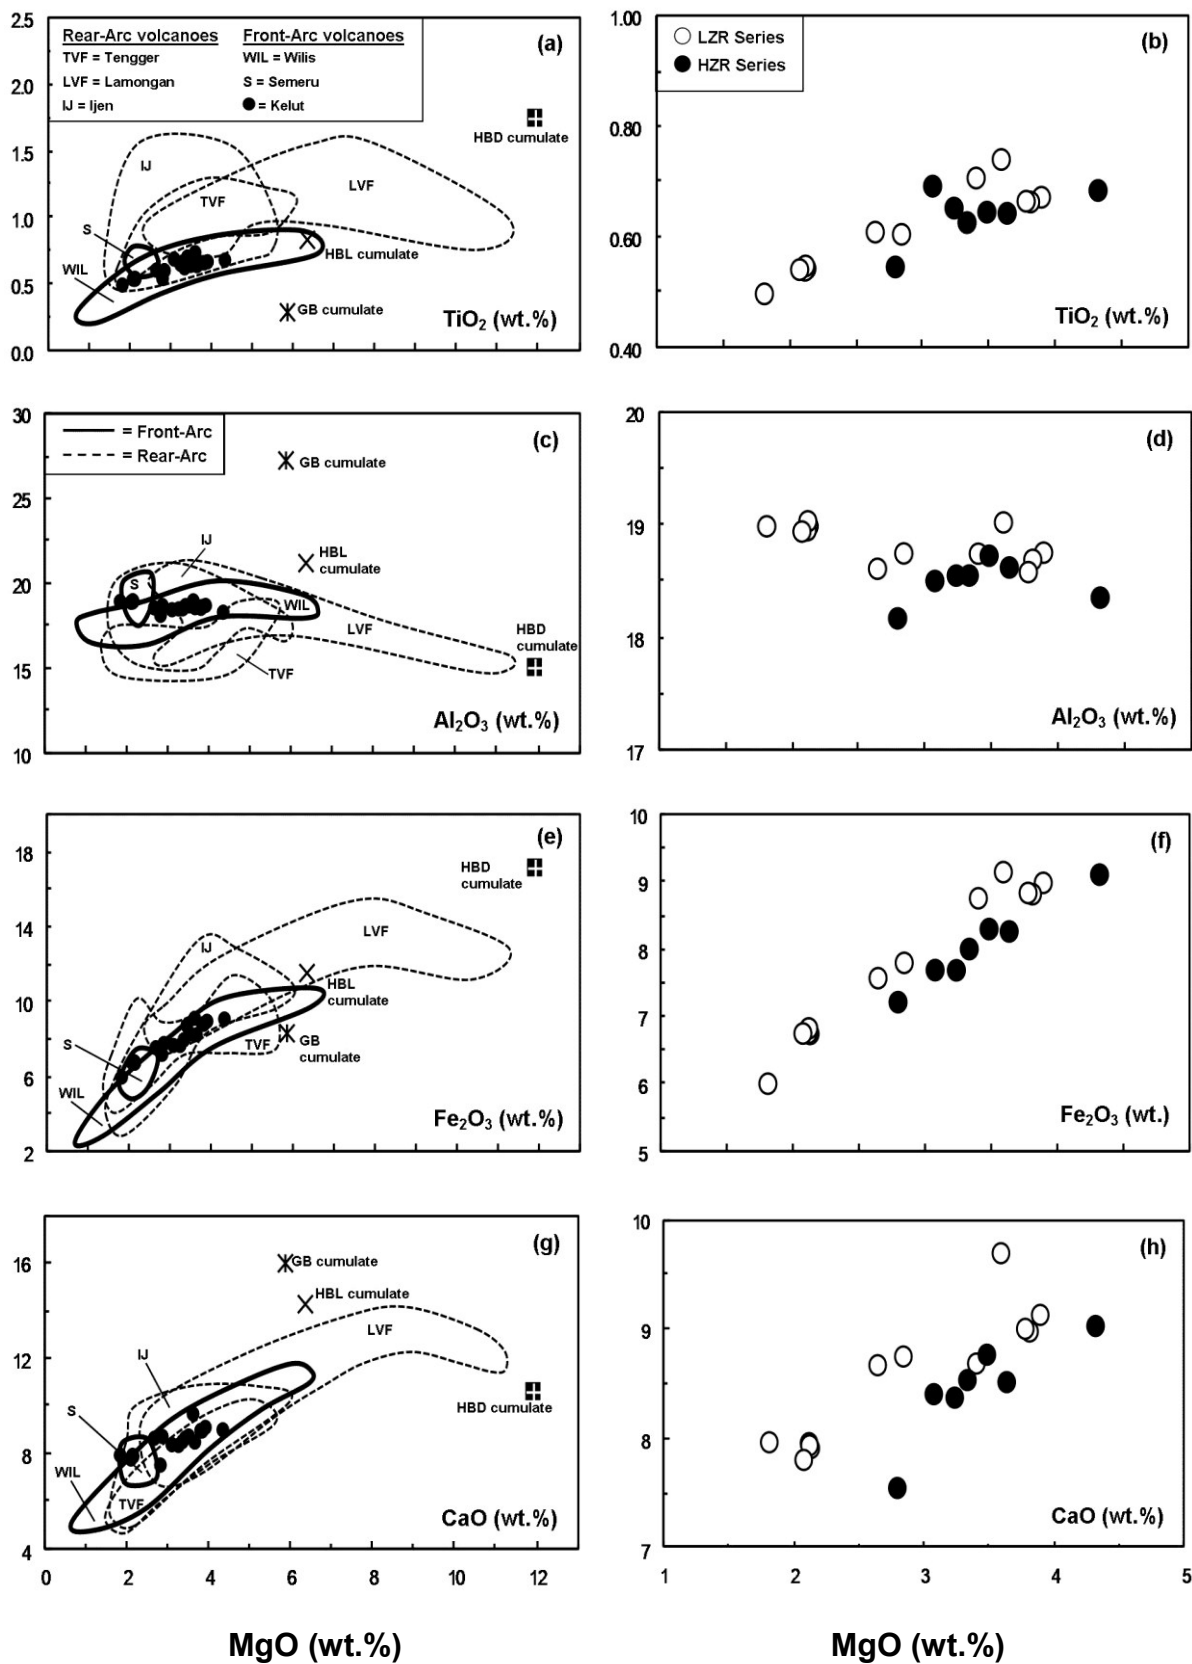 2.5
2.0
1.5
1.0
0.5
0.0
Rear-Arc volcanoes Front-Arc volcanoes
TVF = Tengger WIL = Wilis
LVF = Lamongan S = Semeru
IJ = Ijen = Kelut
(a)
HBD cumulate
IJ
LVF
TVF
S
WIL
HBL cumulate
GB cumulate
TiO2 (wt.%)
1.00
0.80
0.60
0.40
LZR Series
HZR Series
(b)
TiO2 (wt.%)
30
25
20
15
10
= Front-Arc
= Rear-Arc
(c)
GB cumulate
IJ
HBL
cumulate
S
WIL
LVF
HBD
cumulate
TVF
Al2O3 (wt.%)
20
19
18
17
(d)
Al2O3 (wt.%)
18
14
10
6
2
(e)
HBD
cumulate
IJ
LVF
HBL
cumulate
S
TVF
GB
cumulate
WIL
Fe2O3 (wt.%)
10
9
8
7
6
5
(f)
Fe2O3 (wt.)
16
12
8
4
(g)
GB cumulate
HBL cumulate
LVF
IJ
S
HBD cumulate
WIL
TVF
CaO (wt.%)
0 2 4 6 8 10 12
MgO (wt.%)
10
9
8
7
(h)
CaO (wt.%)
1 2 3 4 5
MgO (wt.%)